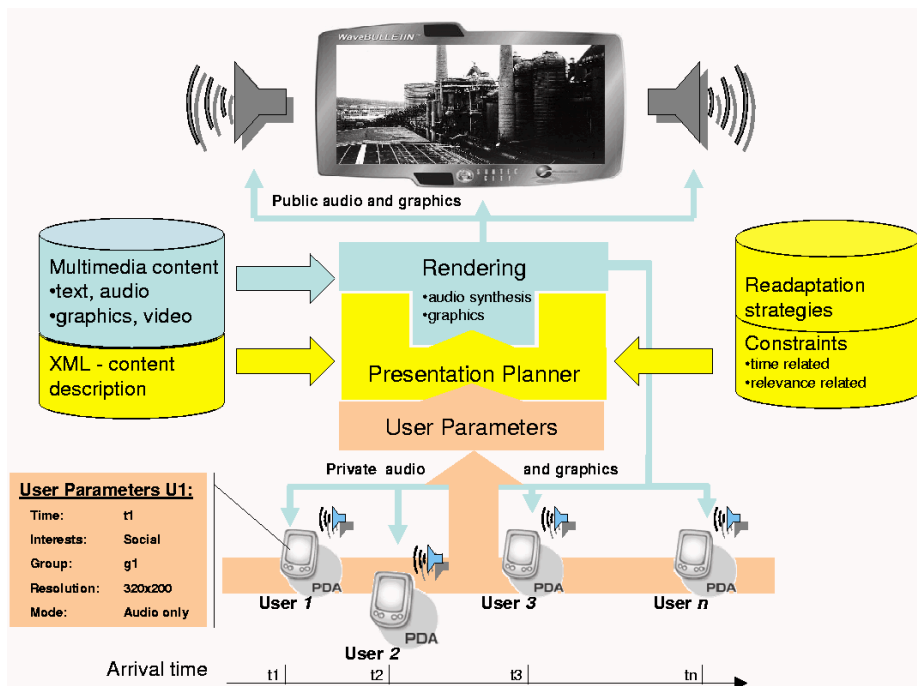 WaveBULLETIN™
Public audio and graphics
Multimedia content
•text, audio
•graphics, video
XML - content
description
Rendering
•audio synthesis
•graphics
Presentation Planner
User Parameters
Readaptation
strategies
Constraints
•time related
•relevance related
Private audio and graphics
User Parameters U1:
Time: t1
Interests: Social
Group: g1
Resolution: 320x200
Mode: Audio only
PDA
User 1
PDA
User 2
PDA
User 3
PDA
User n
Arrival time t1 t2 t3 tn